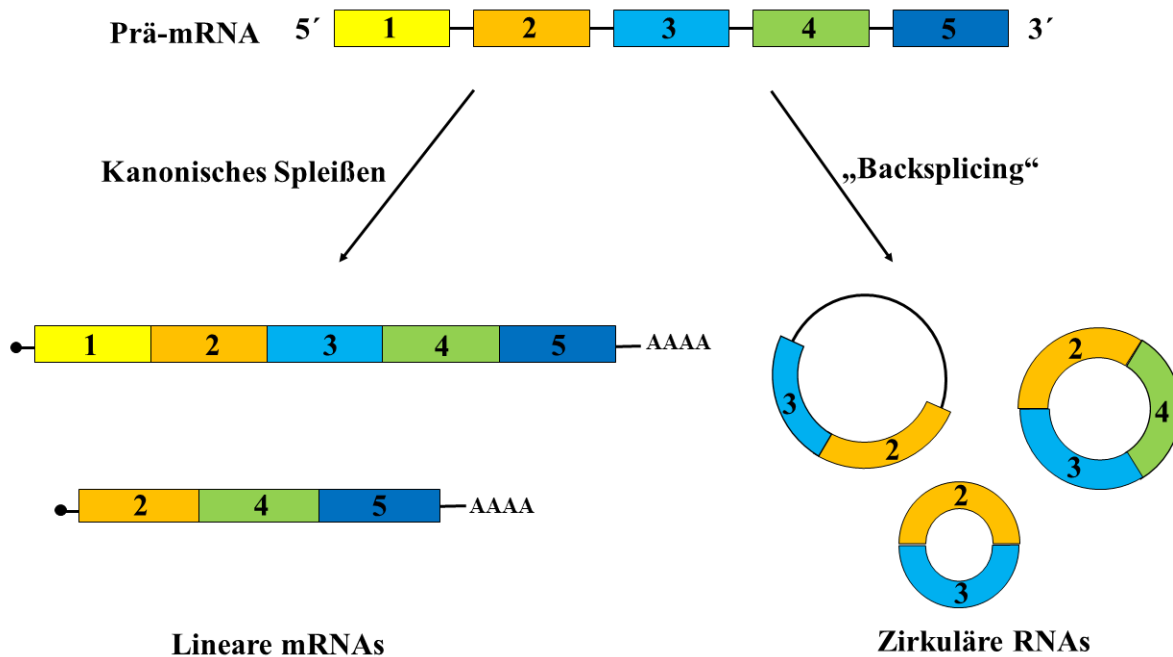 Prä-mRNA 5´ 1 2 3 4 5 3´
Kanonisches Spleißen
„Backsplicing“
1 2 3 4 5 AAAA
2 4 5 AAAA
3 2
2 4 3
2 3
Lineare mRNAs
Zirkuläre RNAs